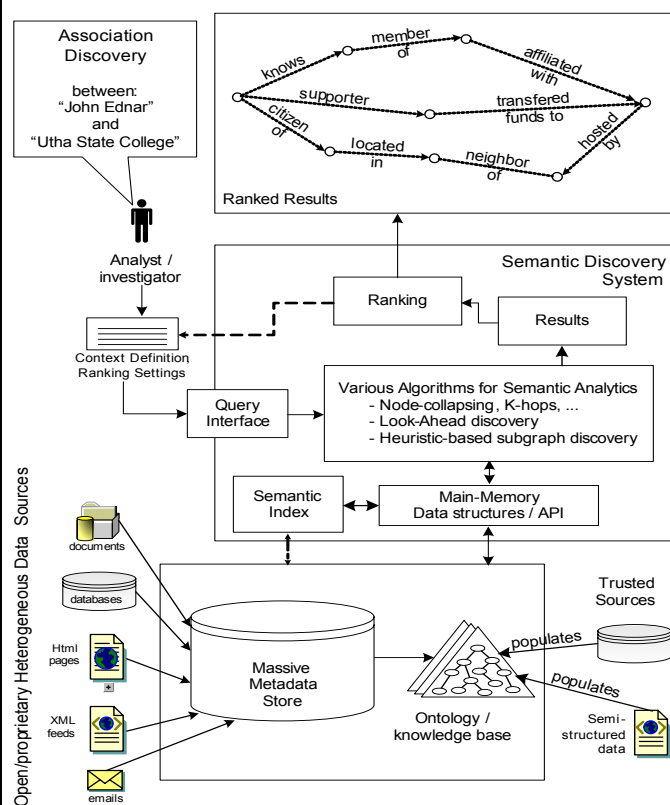 Association
Discovery
between:
“John Ednar”
and
“Utha State College”
Analyst /
investigator
Context Definition,
Ranking Settings
knows
member
of
affiliated
with
supporter
transfered
funds to
citizen
of
located
in
neighbor
of
hosted
by
Ranked Results
Semantic Discovery
System
Ranking
Results
Query
Interface
Various Algorithms for Semantic Analytics
- Node-collapsing, K-hops, ...
- Look-Ahead discovery
- Heuristic-based subgraph discovery
Semantic
Index
Main-Memory
Data structures / API
Open/proprietary Heterogeneous Data Sources
documents
databases
Html
pages
XML
feeds
emails
Massive
Metadata
Store
Ontology /
knowledge base
Trusted
Sources
populates
populates
Semi-
structured
data